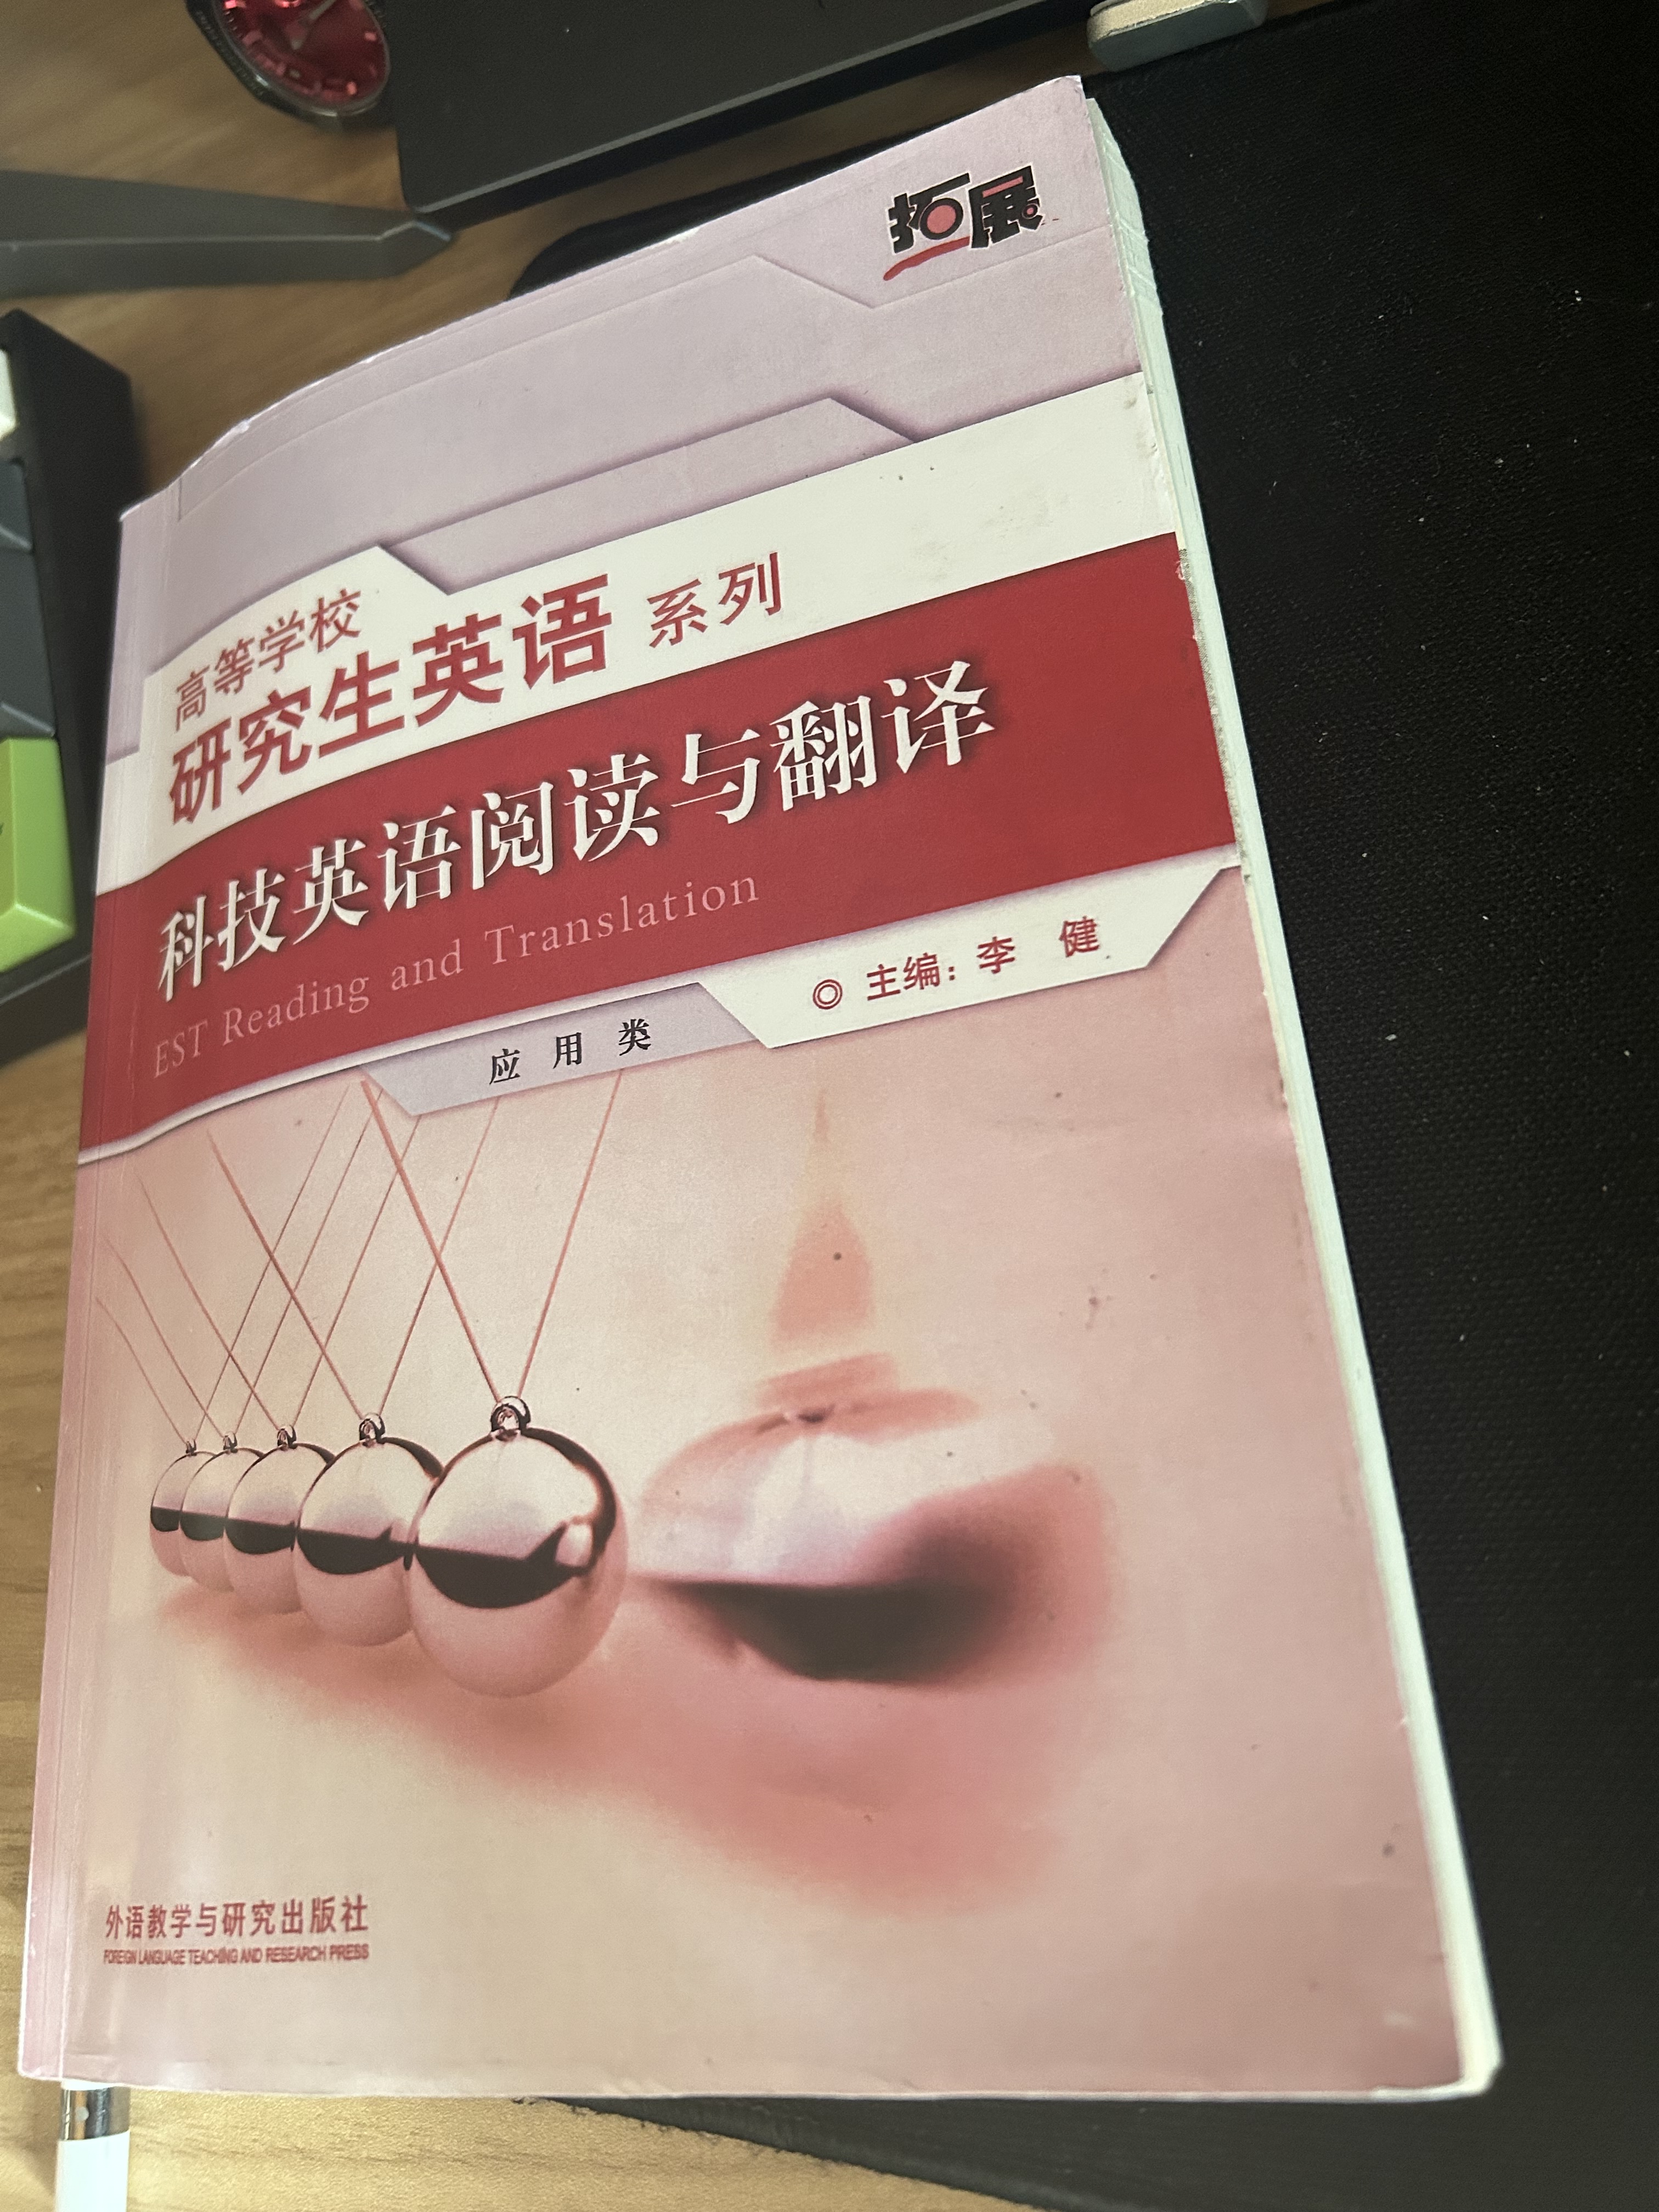 拓展
高等学校
研究生英语 系列
科技英语阅读与翻译
EST Reading and Translation
◎ 主编：李 健
应 用 类
外语教学与研究出版社
FOREIGN LANGUAGE TEACHING AND RESEARCH PRESS